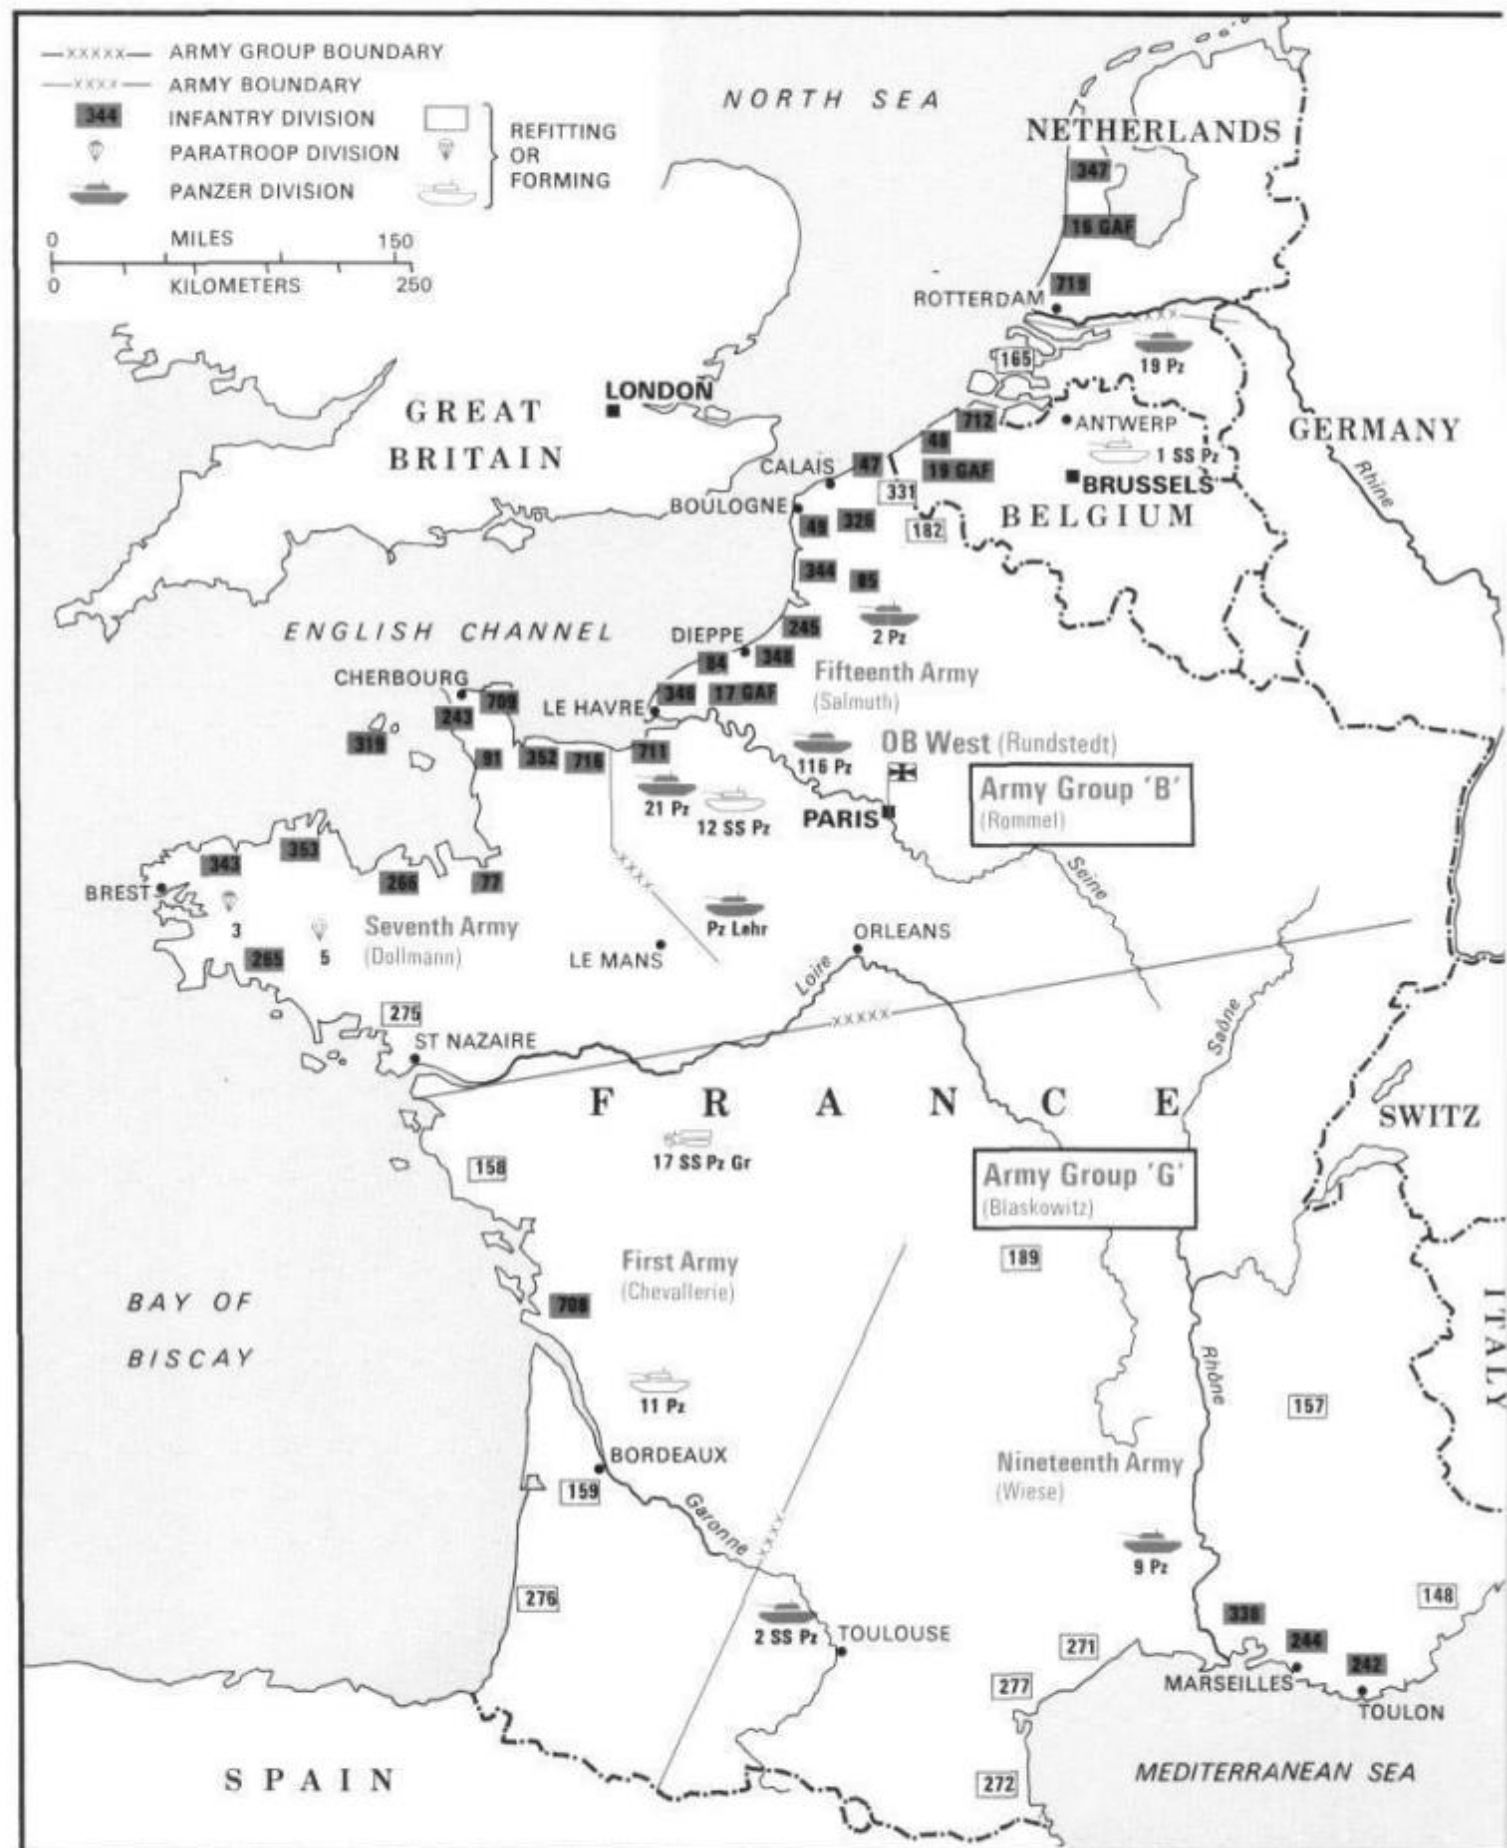 ARMY GROUP BOUNDARY
XXXXX
ARMY BOUNDARY
XXXX
344 INFANTRY DIVISION
PARATROOP DIVISION
PANZER DIVISION
REFITTING
OR
FORMING
0 MILES 150
0 KILOMETERS 250
NORTH SEA
NETHERLANDS
347
16 GAF
719
ROTTERDAM
XXX
165
19 Pz
LONDON
GREAT
BRITAIN
GERMANY
Rhine
712
ANTWERP
48
1 SS Pz
CALAIS
47
19 GAF
BRUSSELS
331
BOULOGNE
BELGIUM
49
326
182
344
85
ENGLISH CHANNEL
245
2 Pz
DIEPPE
84
348
Fifteenth Army
(Salmuth)
CHERBOURG
709
243
LE HAVRE
346
17 GAF
319
91
352
716
711
116 Pz
OB West (Rundstedt)
21 Pz
12 SS Pz
PARIS
Army Group 'B'
(Rommel)
343
353
266
77
XXXX
Seine
BREST
3
5
265
Seventh Army
(Dollmann)
Pz Lehr
LE MANS
ORLEANS
Loire
XXXXX
Saône
275
ST NAZAIRE
FRANCE
SWITZ
158
17 SS Pz Gr
Army Group 'G'
(Blaskowitz)
189
First Army
(Chevallerie)
708
BAY OF
BISCAY
ITALY
Rhône
11 Pz
157
BORDEAUX
159
Garonne
XXXX
Nineteenth Army
(Wiese)
9 Pz
276
2 SS Pz
TOULOUSE
338
148
271
244
242
MARSEILLES
277
TOULON
272
SPAIN
MEDITERRANEAN SEA